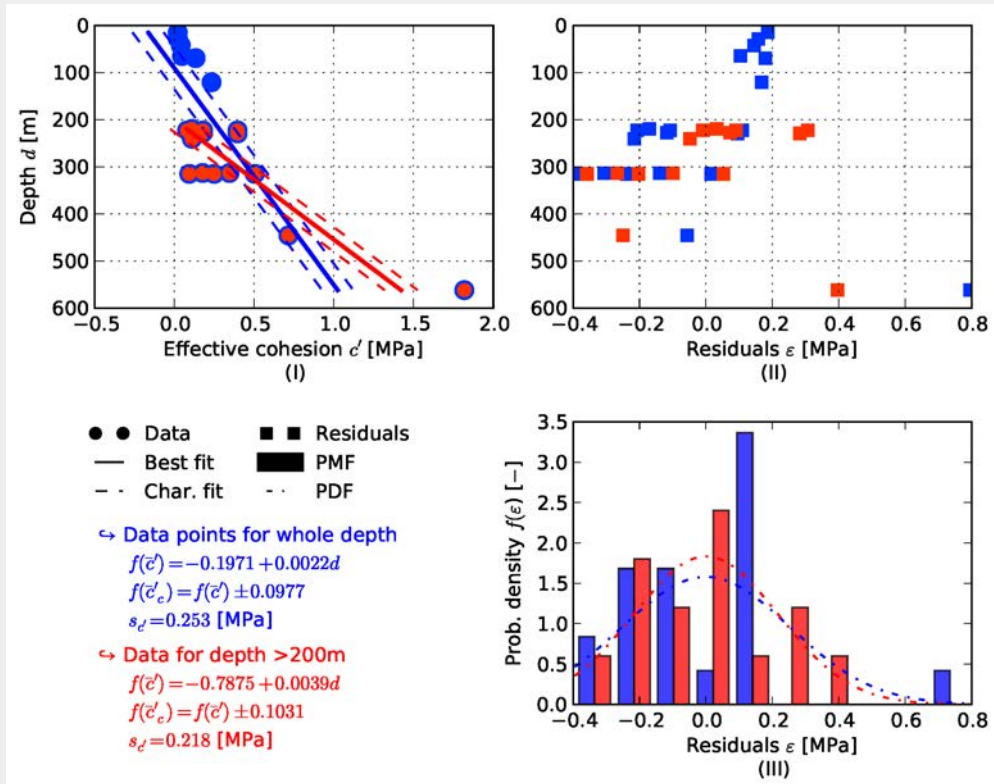 0
100
200
300
400
500
600
Depth d [m]
−0.5 0.0 0.5 1.0 1.5 2.0
Effective cohesion c′ [MPa]
(I)
0
100
200
300
400
500
600
−0.4 −0.2 0.0 0.2 0.4 0.6 0.8
Residuals ε [MPa]
(II)
Data
Residuals
Best fit
PMF
Char. fit
PDF
↪ Data points for whole depth
f(c̄′)=−0.1971+0.0022d
f(c̄′c)=f(c̄′)±0.0977
sc′=0.253 [MPa]
↪ Data for depth >200m
f(c̄′)=−0.7875+0.0039d
f(c̄′c)=f(c̄′)±0.1031
sc′=0.218 [MPa]
3.5
3.0
2.5
2.0
1.5
1.0
0.5
0.0
Prob. density f(ε) [−]
−0.4 −0.2 0.0 0.2 0.4 0.6 0.8
Residuals ε [MPa]
(III)